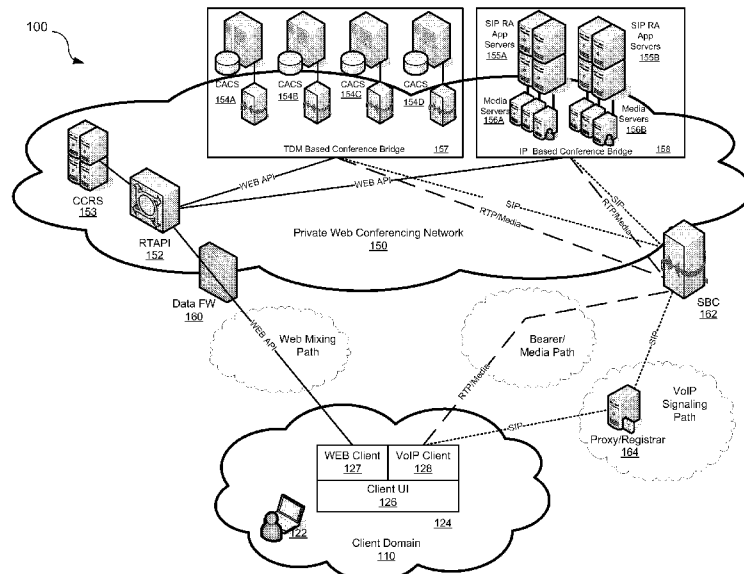 100
CACS
154A
CACS
154B
CACS
154C
CACS
154D
TDM Based Conference Bridge
157
SIP RA
App
Servers
155A
SIP RA
App
Servers
155B
Media
Servers
156A
Media
Servers
156B
IP Based Conference Bridge
158
CCRS
153
RTAPI
152
WEB API
WEB API
SIP
RTP/Media
SIP
RTP/Media
Private Web Conferencing Network
150
Data FW
160
SBC
162
WEB API
Web Mixing
Path
Bearer/
Media Path
RTP/Media
SIP
SIP
VoIP
Signaling
Path
Proxy/Registrar
164
WEB Client
127
VoIP Client
128
Client UI
126
122
124
Client Domain
110